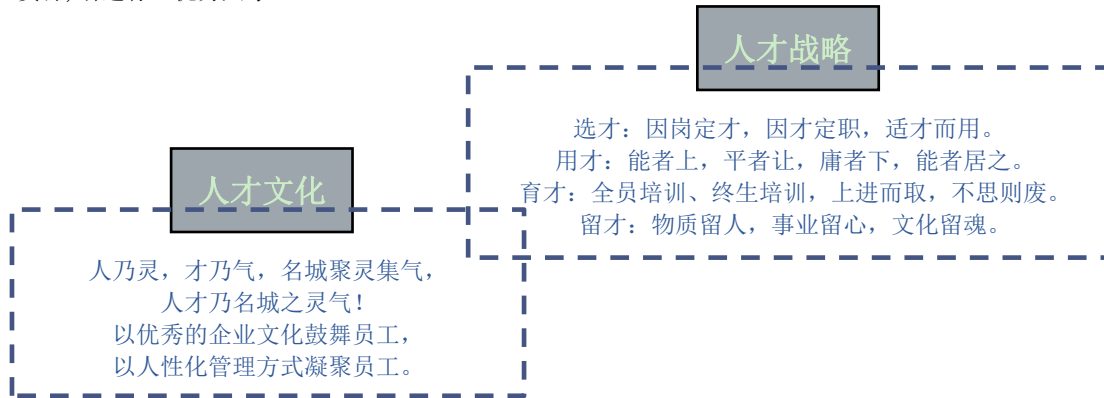 人才战略
选才：因岗定才，因才定职，适才而用。
用才：能者上，平者让，庸者下，能者居之。
育才：全员培训、终生培训，上进而取，不思则废。
留才：物质留人，事业留心，文化留魂。
人才文化
人乃灵，才乃气，名城聚灵集气，
人才乃名城之灵气！
以优秀的企业文化鼓舞员工，
以人性化管理方式凝聚员工。